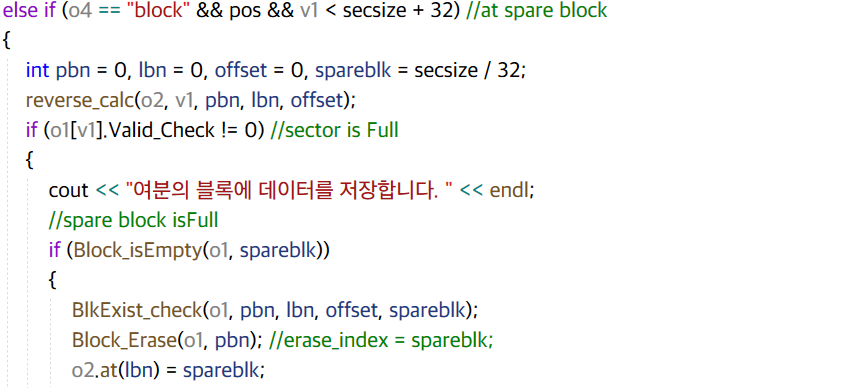 else if (o4 == "block" && pos && v1 < secsize + 32) //at spare block
{
int pbn = 0, lbn = 0, offset = 0, spareblk = secsize / 32;
reverse_calc(o2, v1, pbn, lbn, offset);
if (o1[v1].Valid_Check != 0) //sector is Full
{
cout << "여분의 블록에 데이터를 저장합니다. " << endl;
//spare block isFull
if (Block_isEmpty(o1, spareblk))
{
BlkExist_check(o1, pbn, lbn, offset, spareblk);
Block_Erase(o1, pbn); //erase_index = spareblk;
o2.at(lbn) = spareblk;